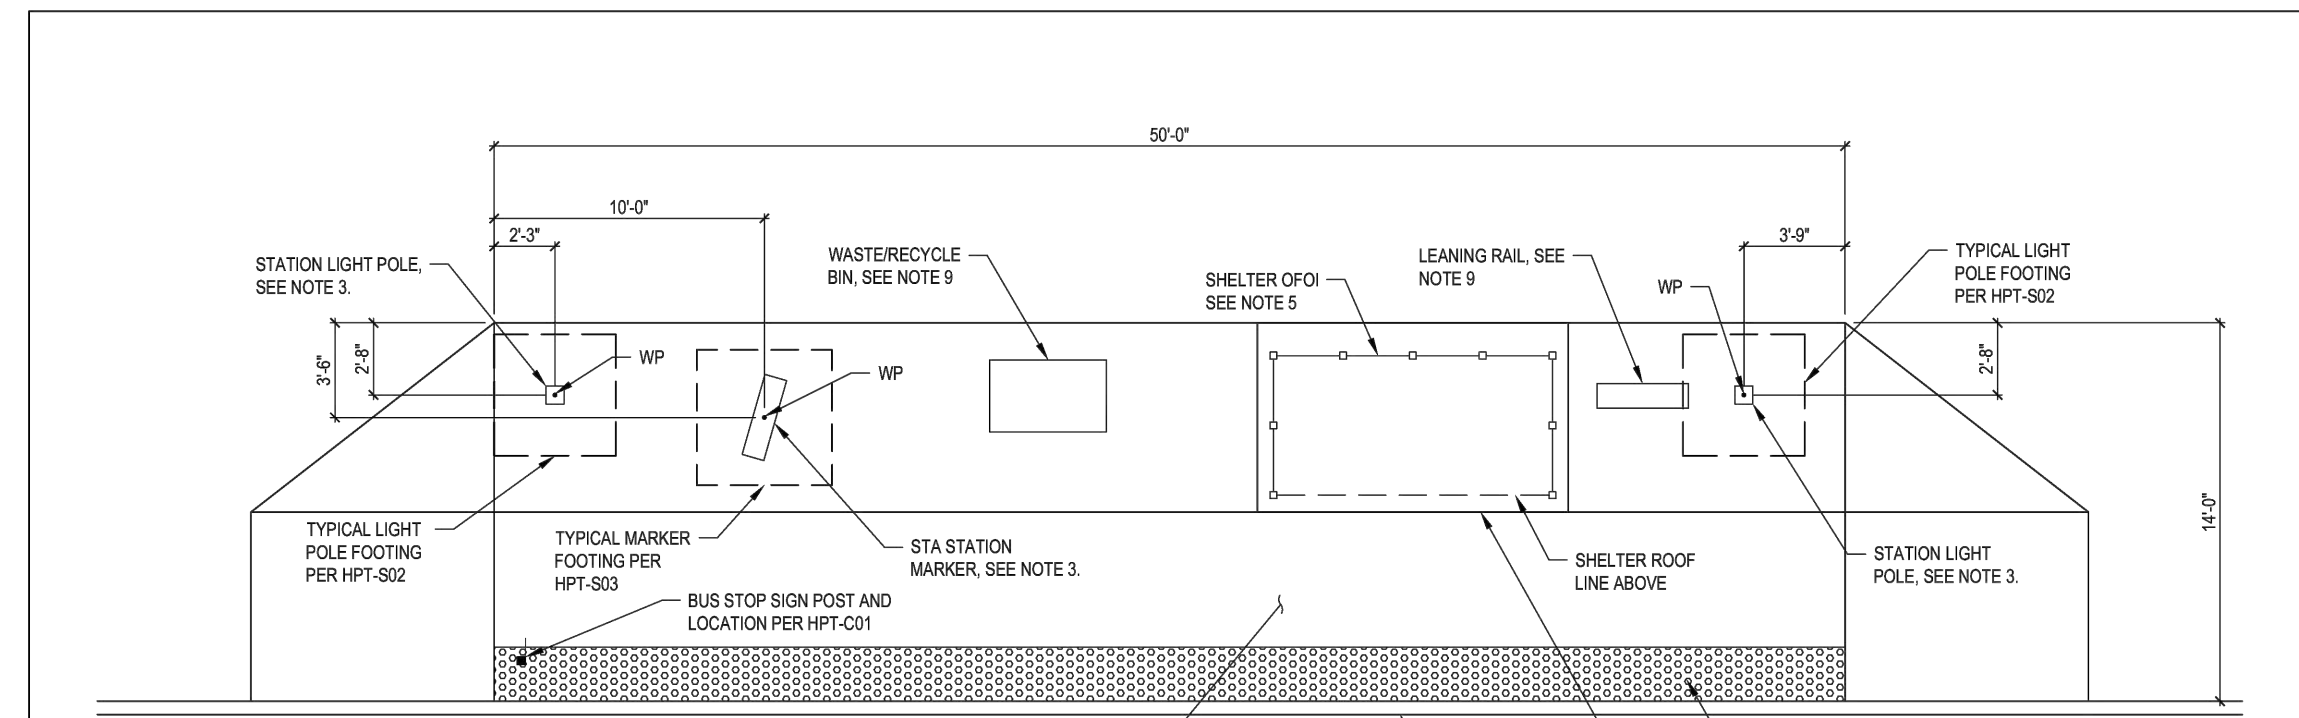 50'-0"
10'-0"
2'-3"
3'-9"
STATION LIGHT POLE,
SEE NOTE 3.
WASTE/RECYCLE
BIN, SEE NOTE 9
SHELTER OFOI
SEE NOTE 5
LEANING RAIL, SEE
NOTE 9
WP
TYPICAL LIGHT
POLE FOOTING
PER HPT-S02
3'-6"
2'-8"
WP
WP
2'-8"
14'-0"
TYPICAL LIGHT
POLE FOOTING
PER HPT-S02
TYPICAL MARKER
FOOTING PER
HPT-S03
STA STATION
MARKER, SEE NOTE 3.
SHELTER ROOF
LINE ABOVE
STATION LIGHT
POLE, SEE NOTE 3.
BUS STOP SIGN POST AND
LOCATION PER HPT-C01